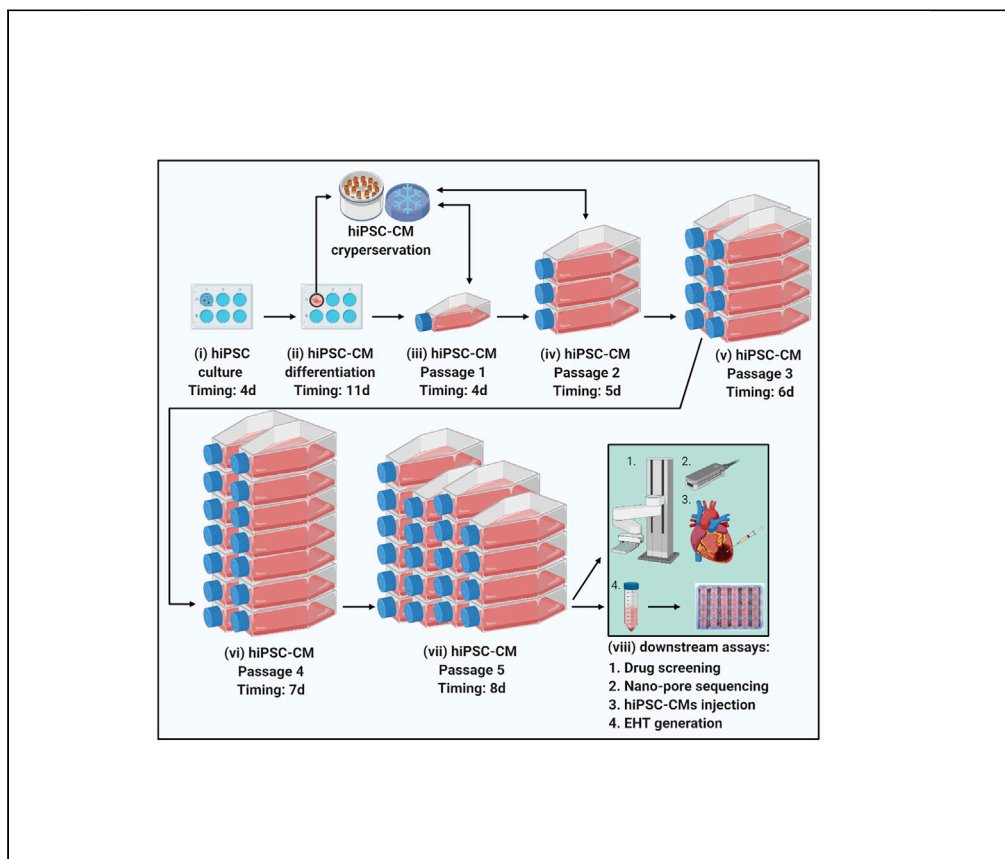 hiPSC-CM
cryperservation
(i) hiPSC
culture
Timing: 4d
(ii) hiPSC-CM
differentiation
Timing: 11d
(iii) hiPSC-CM
Passage 1
Timing: 4d
(iv) hiPSC-CM
Passage 2
Timing: 5d
(v) hiPSC-CM
Passage 3
Timing: 6d
(vi) hiPSC-CM
Passage 4
Timing: 7d
(vii) hiPSC-CM
Passage 5
Timing: 8d
1.
2.
3.
4.
(viii) downstream assays:
1. Drug screening
2. Nano-pore sequencing
3. hiPSC-CMs injection
4. EHT generation